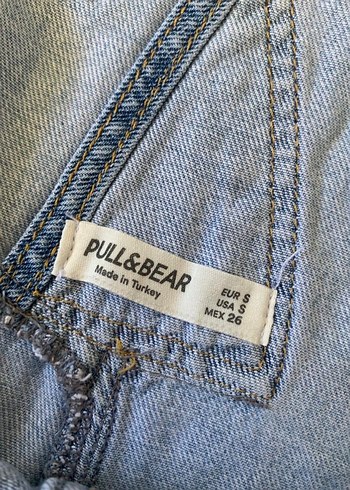 PULL&BEAR
Made in Turkey
EUR S
USA S
MEX 26